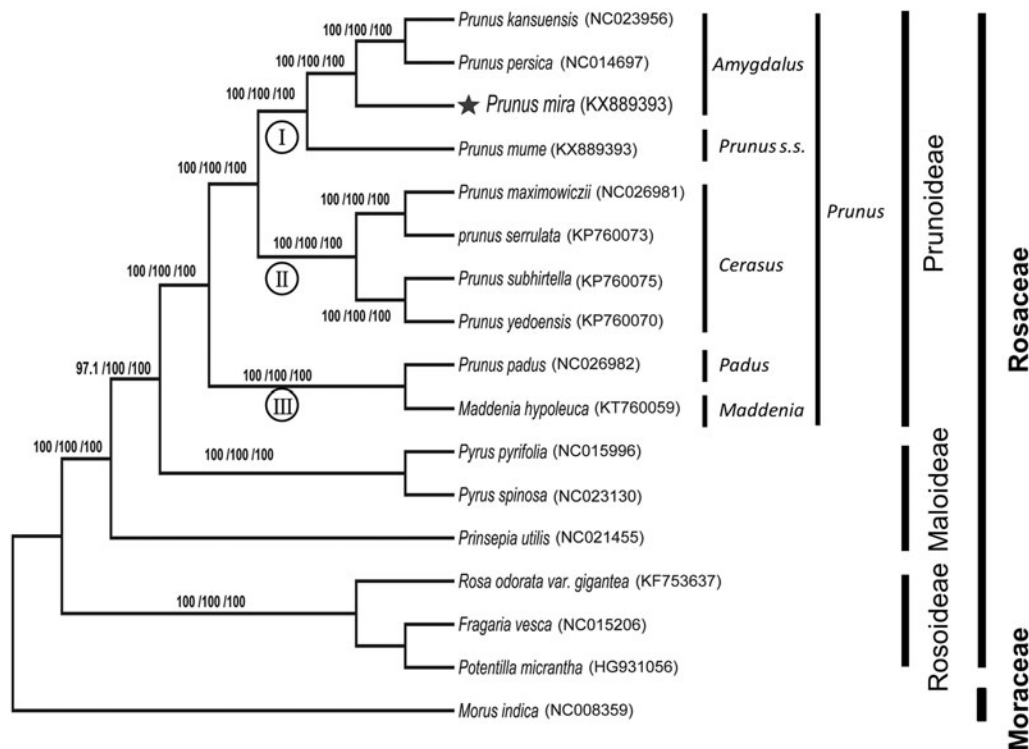 Prunus kansuensis (NC023956)
100 /100 /100
Prunus persica (NC014697)
Amygdalus
100 /100 /100
100 /100 /100
★ Prunus mira (KX889393)
I
Prunus mume (KX889393)
Prunus s.s.
100 /100 /100
Prunus maximowiczii (NC026981)
100 /100 /100
Prunus
prunus serrulata (KP760073)
100 /100 /100
Cerasus
100 /100 /100
II
Prunus subhirtella (KP760075)
Prunus yedoensis (KP760070)
100 /100 /100
Prunoideae
Rosaceae
Prunus padus (NC026982)
Padus
97.1 /100 /100
100 /100 /100
III
Maddenia hypoleuca (KT760059)
Maddenia
100 /100 /100
100 /100 /100
Pyrus pyrifolia (NC015996)
Pyrus spinosa (NC023130)
Maloideae
Prinsepia utilis (NC021455)
Rosa odorata var. gigantea (KF753637)
100 /100 /100
Fragaria vesca (NC015206)
Rosoideae
Potentilla micrantha (HG931056)
Morus indica (NC008359)
Moraceae